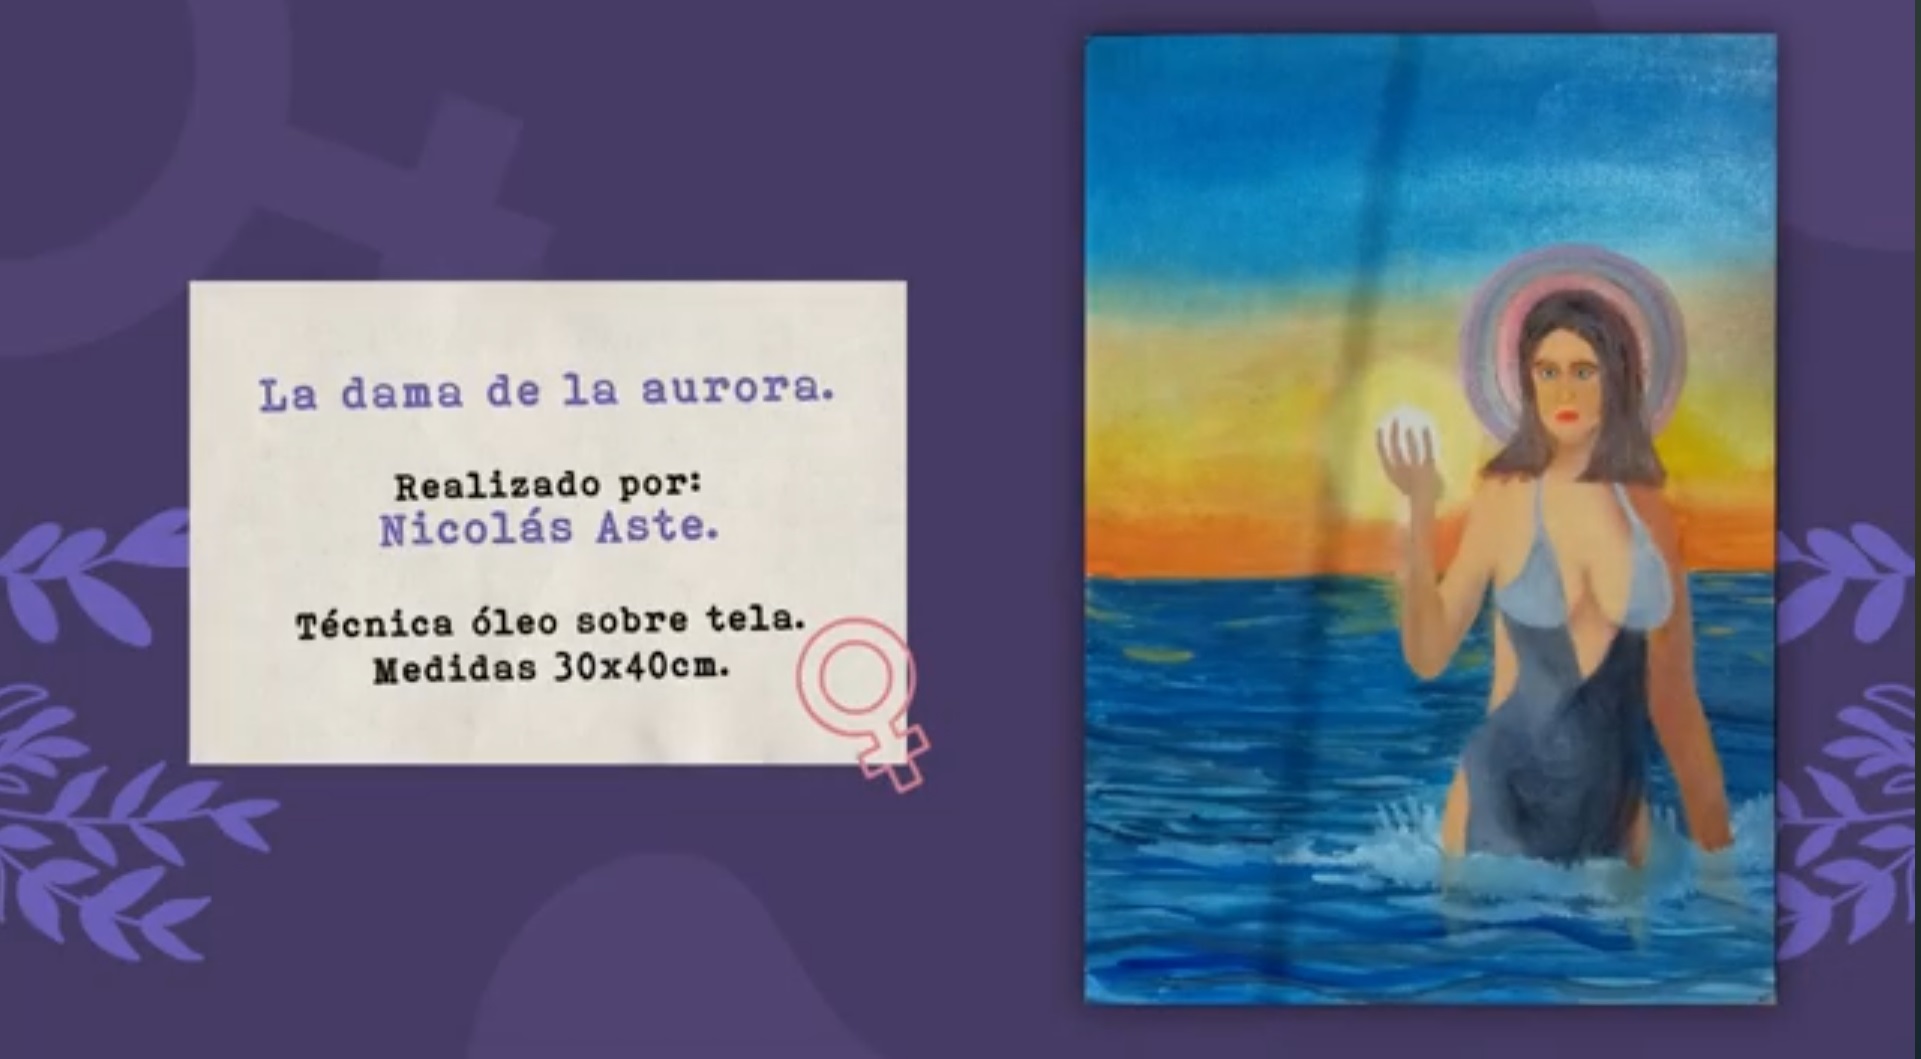 La dama de la aurora.
Realizado por:
Nicolás Aste.
Técnica óleo sobre tela.
Medidas 30x40cm.